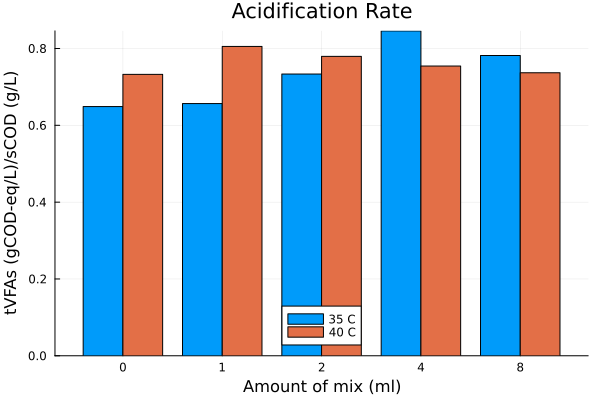 Acidification Rate
tVFAs (gCOD-eq/L)/sCOD (g/L)
0.8
0.6
0.4
0.2
0.0
35 C
40 C
0 1 2 4 8
Amount of mix (ml)